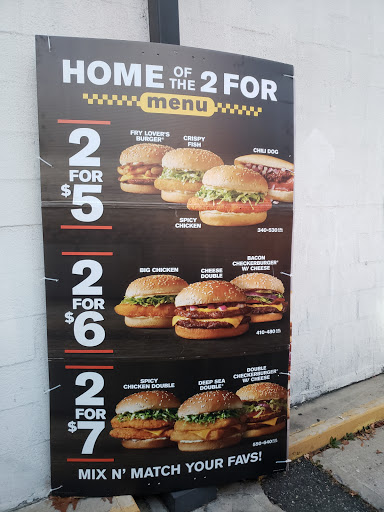 HOME OF THE 2 FOR
menu
2 FOR $5
FRY LOVER'S BURGER®
CRISPY FISH
CHILI DOG
SPICY CHICKEN
2 FOR $6
BIG CHICKEN
CHEESE DOUBLE
BACON CHECKERBURGER® W/ CHEESE
2 FOR $7
SPICY CHICKEN DOUBLE
DEEP SEA DOUBLE®
DOUBLE CHECKERBURGER® W/ CHEESE
MIX N' MATCH YOUR FAVS!